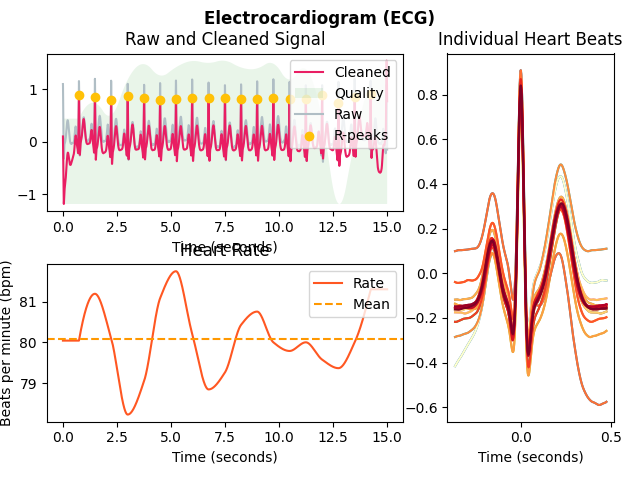 Electrocardiogram (ECG)
Raw and Cleaned Signal
Cleaned
Quality
Raw
R-peaks
1
0
−1
0.0 2.5 5.0 7.5 10.0 12.5 15.0
Time (seconds)
Heart Rate
Rate
Mean
Beats per minute (bpm)
81
80
79
0.0 2.5 5.0 7.5 10.0 12.5 15.0
Time (seconds)
Individual Heart Beats
0.8
0.6
0.4
0.2
0.0
−0.2
−0.4
−0.6
0.0 0.5
Time (seconds)